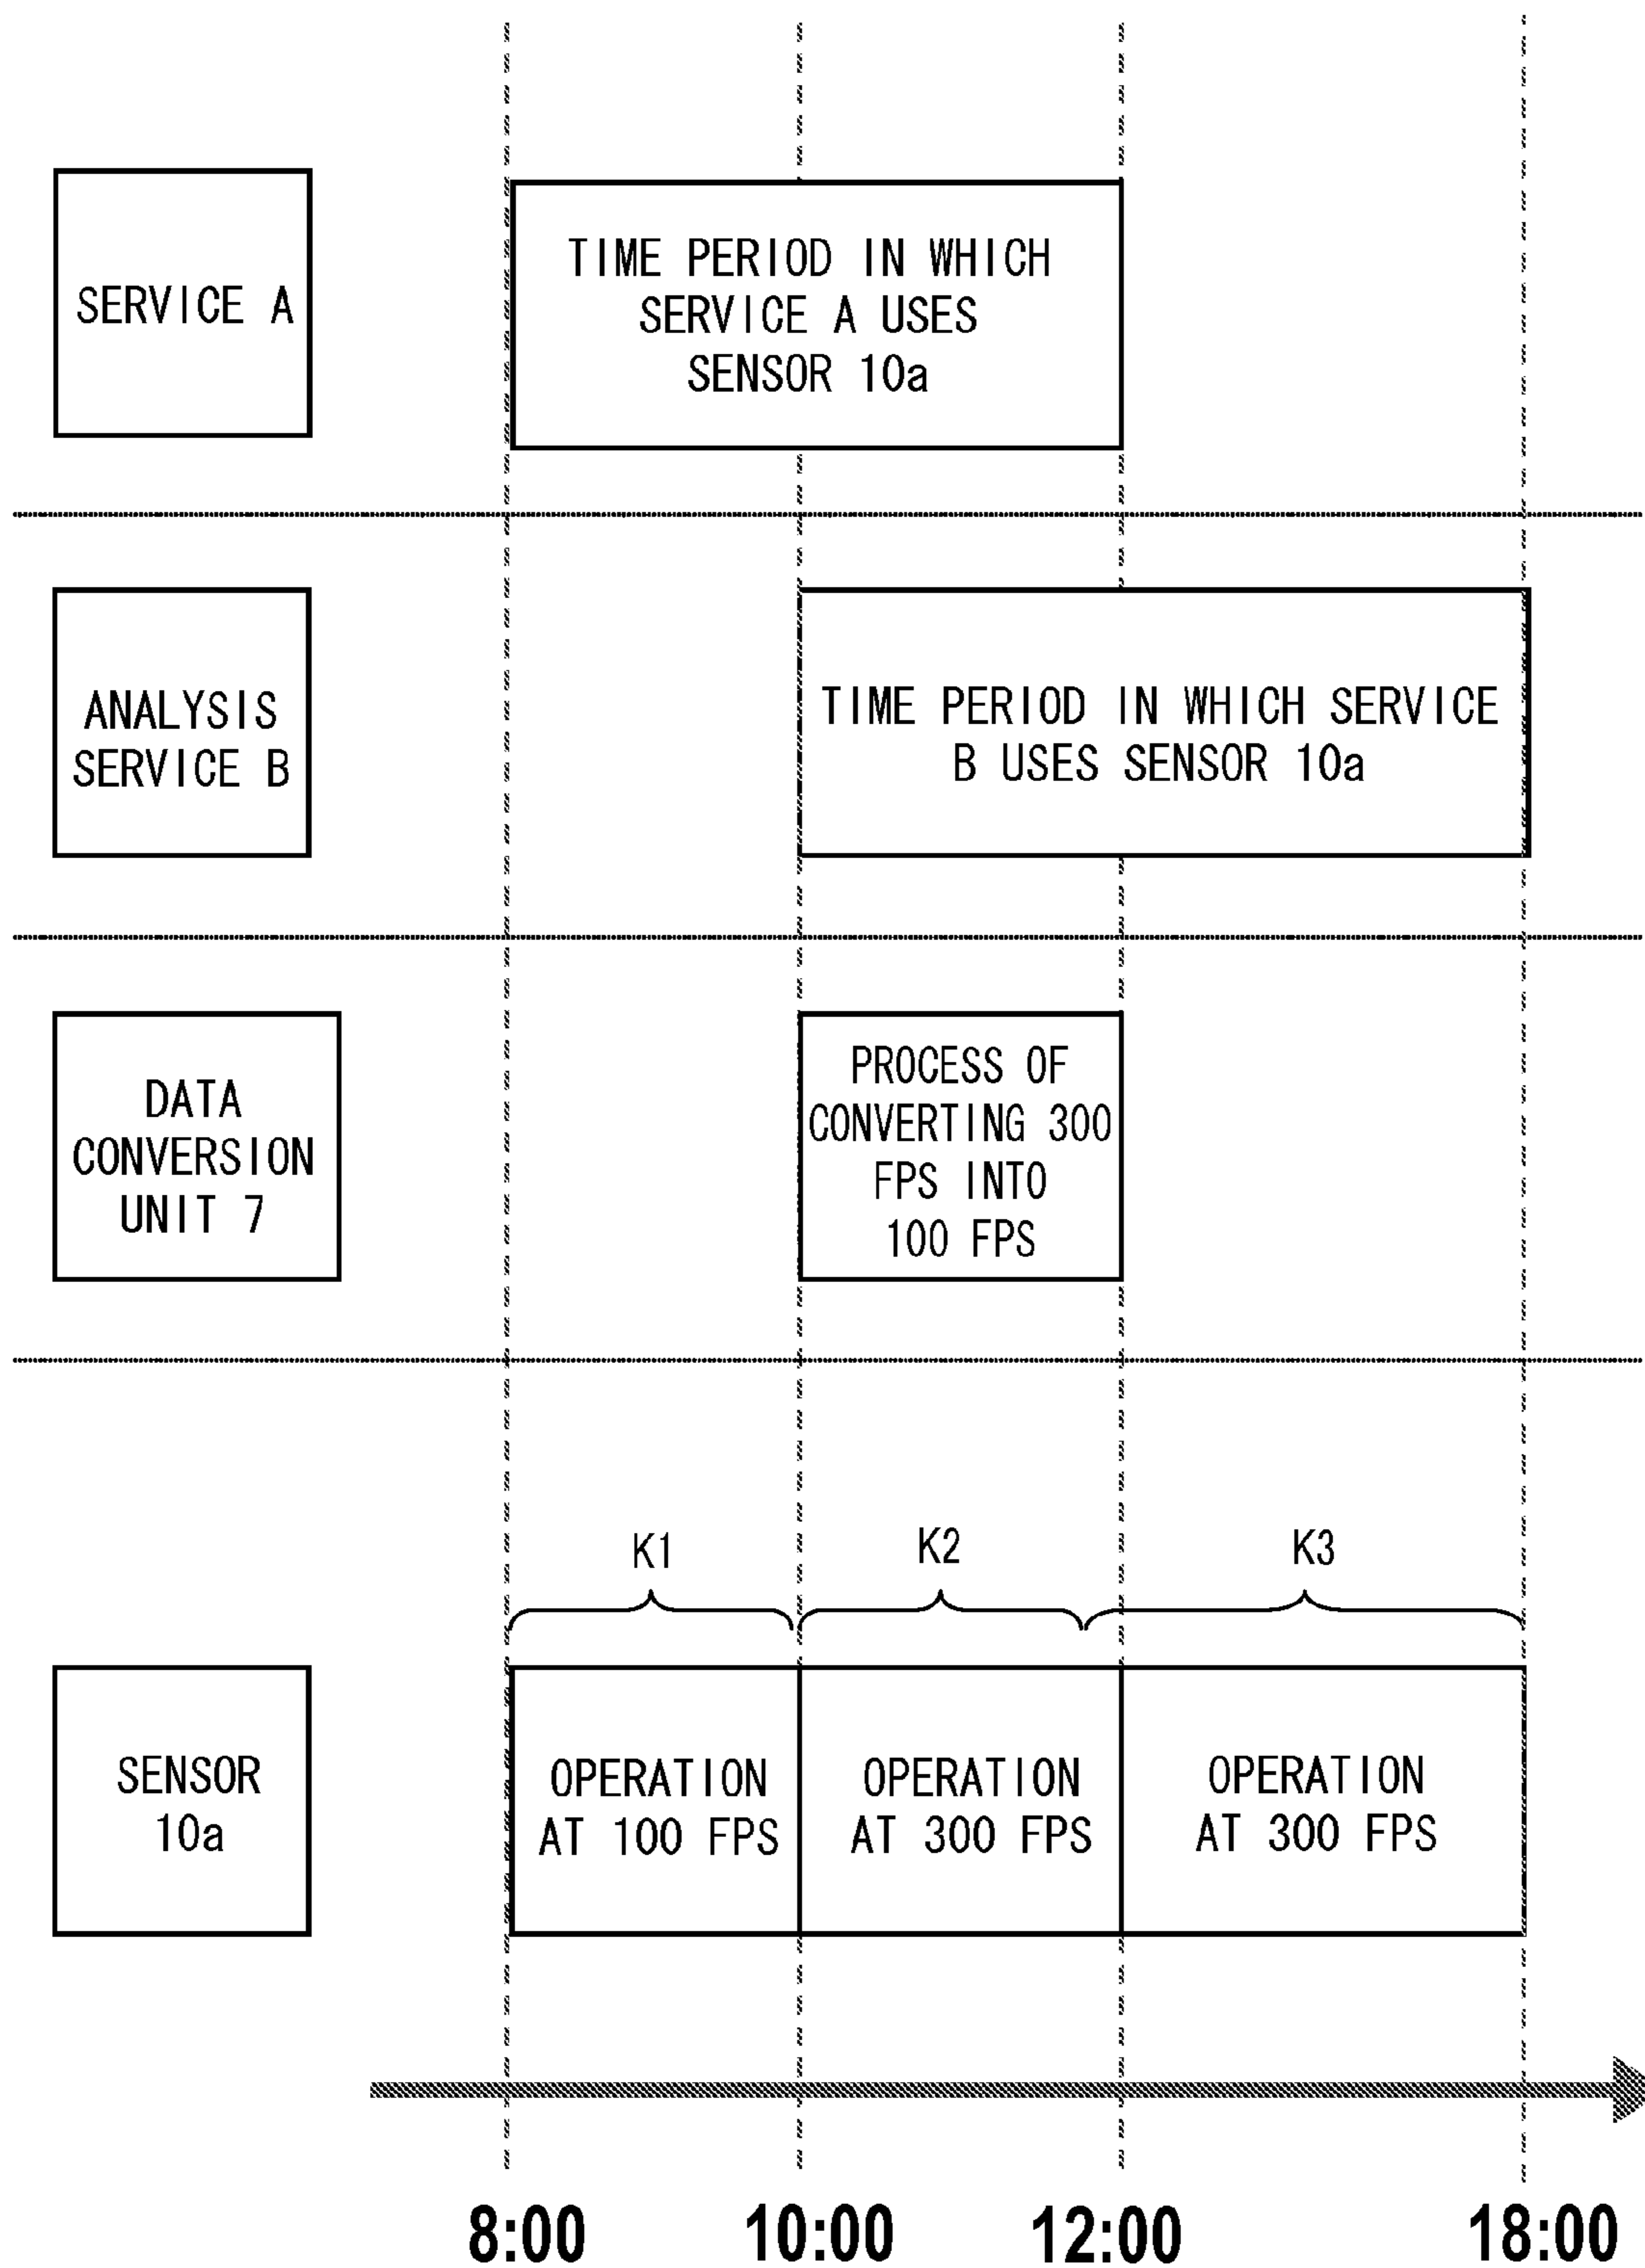 SERVICE A
TIME PERIOD IN WHICH
SERVICE A USES
SENSOR 10a
ANALYSIS
SERVICE B
TIME PERIOD IN WHICH SERVICE
B USES SENSOR 10a
DATA
CONVERSION
UNIT 7
PROCESS OF
CONVERTING 300
FPS INTO
100 FPS
K1
K2
K3
SENSOR
10a
OPERATION
AT 100 FPS
OPERATION
AT 300 FPS
OPERATION
AT 300 FPS
8:00
10:00
12:00
18:00